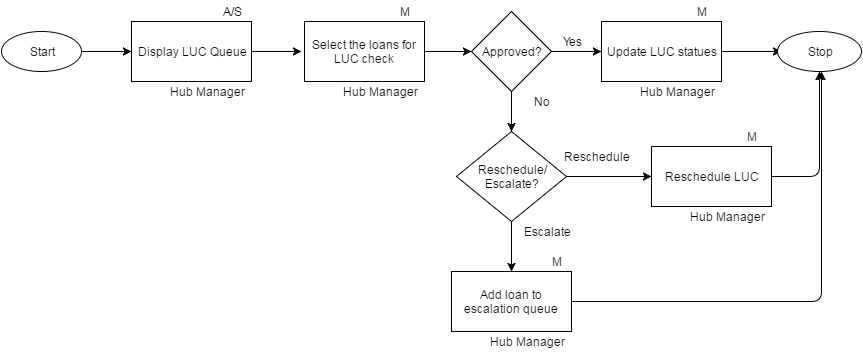 A/S
M
M
Start
Display LUC Queue
Select the loans for
LUC check
Approved?
Yes
Update LUC statues
Stop
Hub Manager
Hub Manager
Hub Manager
No
M
Reschedule/
Escalate?
Reschedule
Reschedule LUC
Hub Manager
Escalate
M
Add loan to
escalation queue
Hub Manager